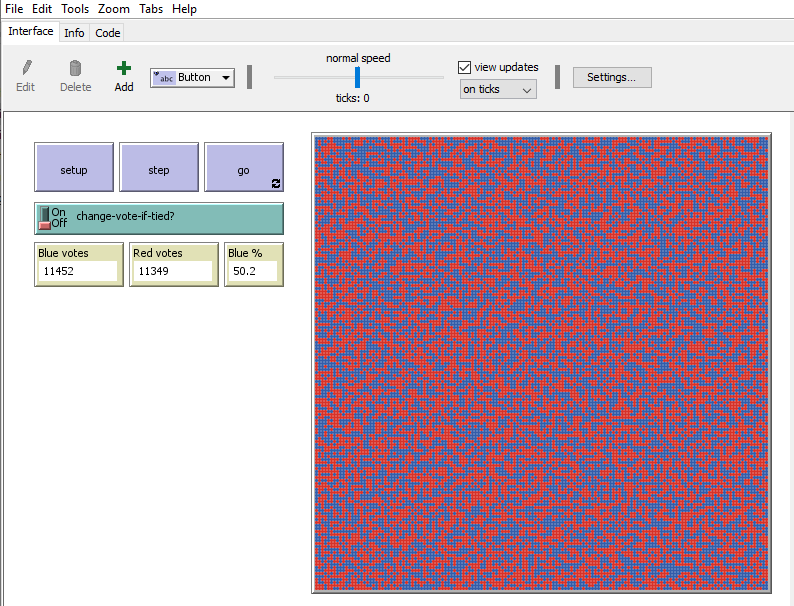 File Edit Tools Zoom Tabs Help
Interface Info Code
normal speed
Edit Delete Add abc Button view updates Settings...
ticks: 0 on ticks
setup step go
On
Off change-vote-if-tied?
Blue votes Red votes Blue %
11452 11349 50.2